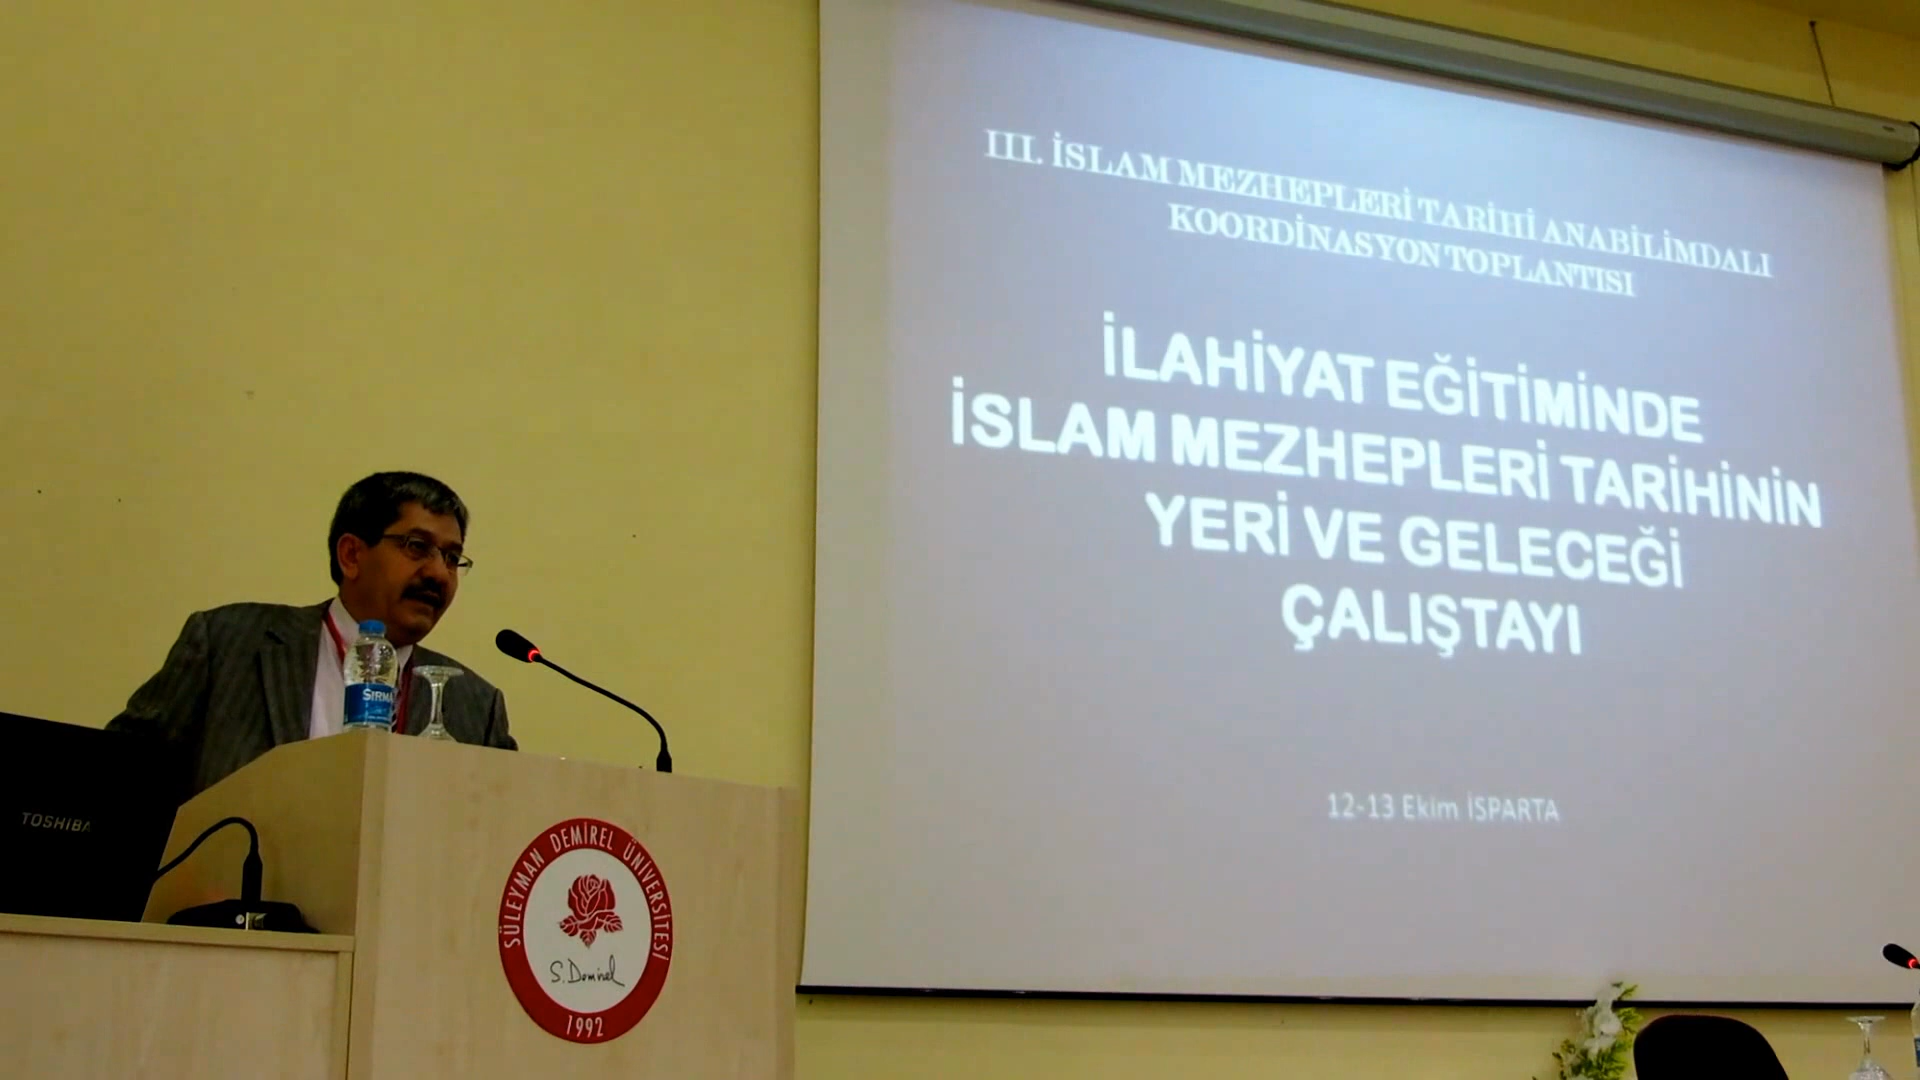 III. İSLAM MEZHEPLERİ TARİHİ ANABİLİMDALI
KOORDİNASYON TOPLANTISI
İLAHİYAT EĞİTİMİNDE
İSLAM MEZHEPLERİ TARİHİNİN
YERİ VE GELECEĞİ
ÇALIŞTAYI
12-13 Ekim İSPARTA
SIRMA
TOSHIBA
SÜLEYMAN DEMİREL ÜNİVERSİTESİ
S. Demirel
1992